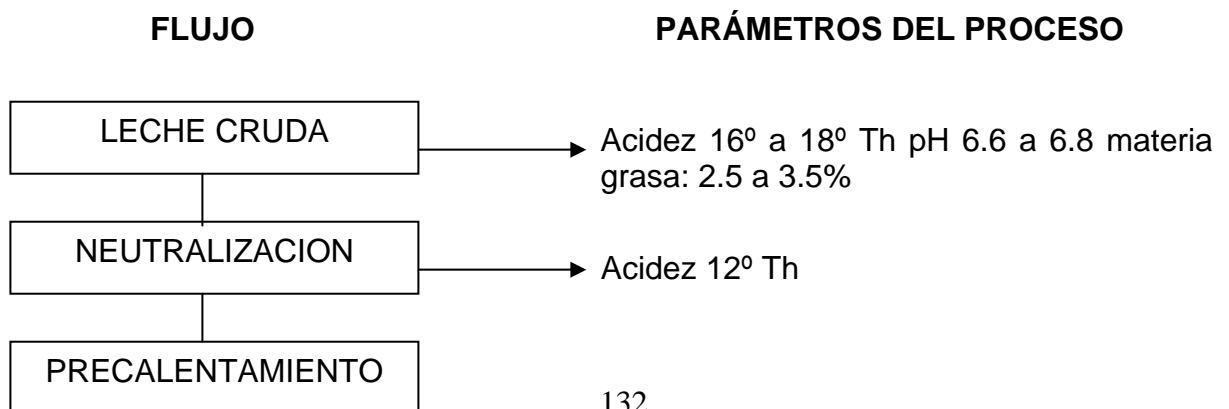 FLUJO
PARÁMETROS DEL PROCESO
LECHE CRUDA
Acidez 16º a 18º Th pH 6.6 a 6.8 materia
grasa: 2.5 a 3.5%
NEUTRALIZACION
Acidez 12º Th
PRECALENTAMIENTO
132